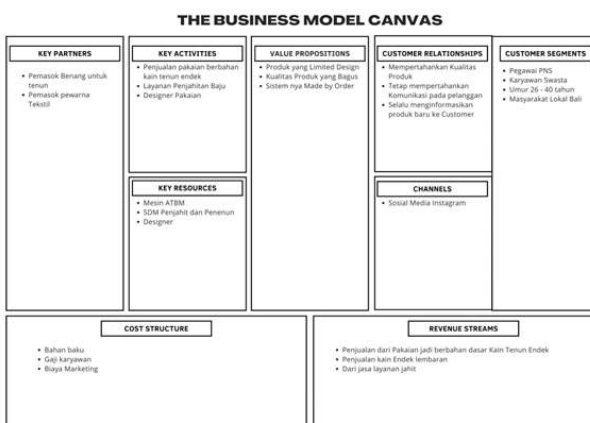 THE BUSINESS MODEL CANVAS
KEY PARTNERS
• Pemasok Benang untuk
tenun
• Pemasok pewarna
Tekstil
KEY ACTIVITIES
• Penjualan pakaian berbahan
kain tenun endek
• Layanan Penjahitan Baju
• Designer Pakaian
KEY RESOURCES
• Mesin ATBM
• SDM Penjahit dan Penenun
• Designer
VALUE PROPOSITIONS
• Produk yang Limited Design
• Kualitas Produk yang Bagus
• Sistem nya Made by Order
CUSTOMER RELATIONSHIPS
• Mempertahankan Kualitas
Produk
• Tetap mempertahankan
Komunikasi pada pelanggan
• Selalu menginformasikan
produk baru ke Customer
CHANNELS
• Sosial Media Instagram
CUSTOMER SEGMENTS
• Pegawai PNS
• Karyawan Swasta
• Umur 26 - 40 tahun
• Masyarakat Lokal Bali
COST STRUCTURE
• Bahan baku
• Gaji karyawan
• Biaya Marketing
REVENUE STREAMS
• Penjualan dari Pakaian jadi berbahan dasar Kain Tenun Endek
• Penjualan kain Endek lembaran
• Dari jasa layanan jahit